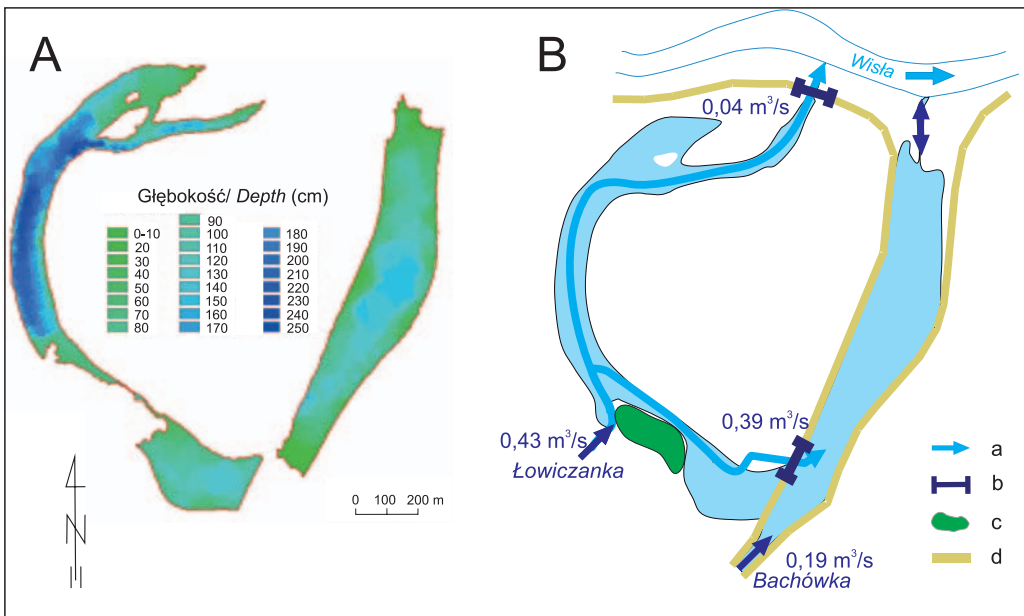 A
Głębokość/ Depth (cm)
0-10
20
30
40
50
60
70
80
90
100
110
120
130
140
150
160
170
180
190
200
210
220
230
240
250
0 100 200 m
N
B
Wisła
0,04 m³/s
0,39 m³/s
0,43 m³/s
Łowiczanka
0,19 m³/s
Bachówka
a
b
c
d